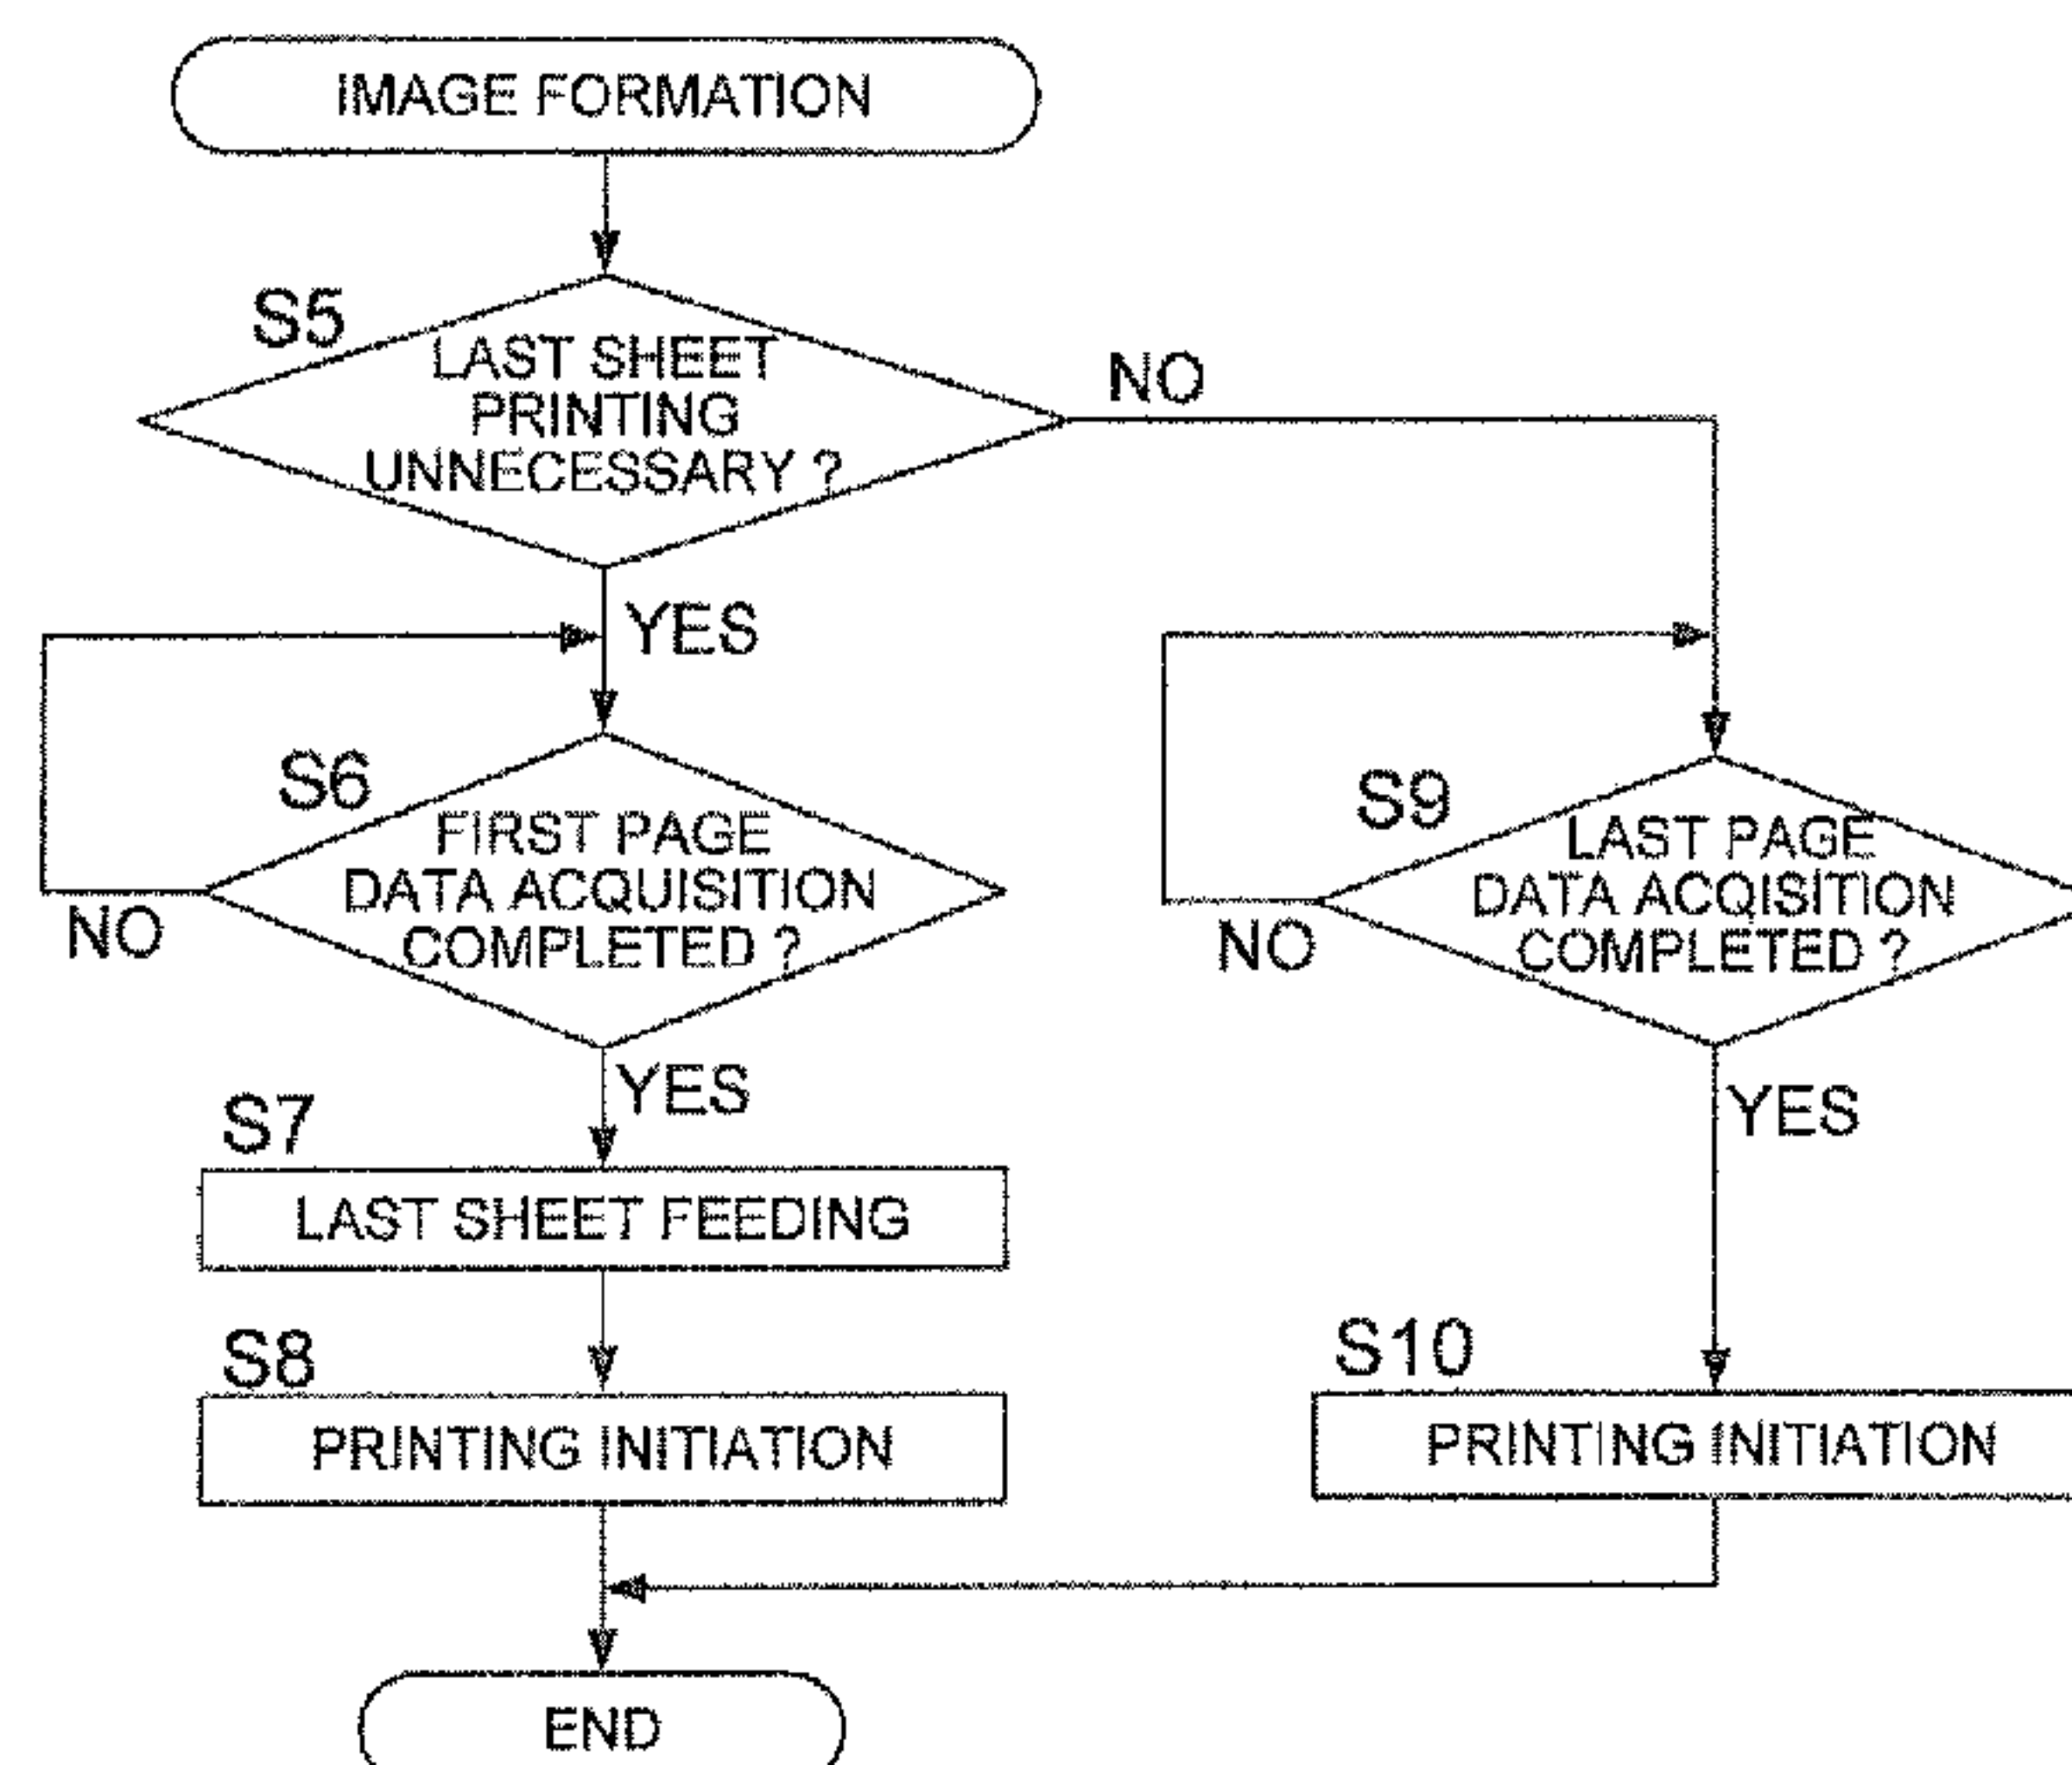 IMAGE FORMATION
S5
LAST SHEET
PRINTING
UNNECESSARY ?
NO
YES
S6
FIRST PAGE
DATA ACQUISITION
COMPLETED ?
NO
YES
S9
LAST PAGE
DATA ACQISITION
COMPLETED ?
NO
YES
S7
LAST SHEET FEEDING
S8
PRINTING INITIATION
S10
PRINTING INITIATION
END